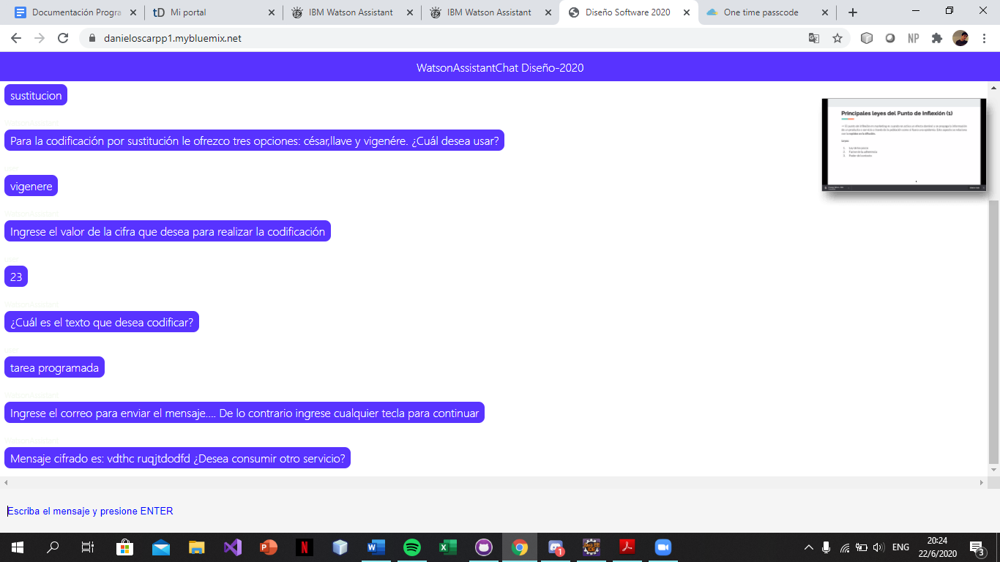 Documentación Progra
Mi portal
IBM Watson Assistant
IBM Watson Assistant
Diseño Software 2020
One time passcode
danieloscarpp1.mybluemix.net
NP
WatsonAssistantChat Diseño-2020
sustitucion
WatsonAssistant
Para la codificación por sustitución le ofrezco tres opciones: césar,llave y vigenére. ¿Cuál desea usar?
vigenere
WatsonAssistant
Ingrese el valor de la cifra que desea para realizar la codificación
23
WatsonAssistant
¿Cuál es el texto que desea codificar?
tarea programada
WatsonAssistant
Ingrese el correo para enviar el mensaje.... De lo contrario ingrese cualquier tecla para continuar
WatsonAssistant
Mensaje cifrado es: vdthc ruqjtdodfd ¿Desea consumir otro servicio?
Principales leyes del Punto de Inflexión (1)
Escriba el mensaje y presione ENTER
ENG
20:24
22/6/2020
3
1